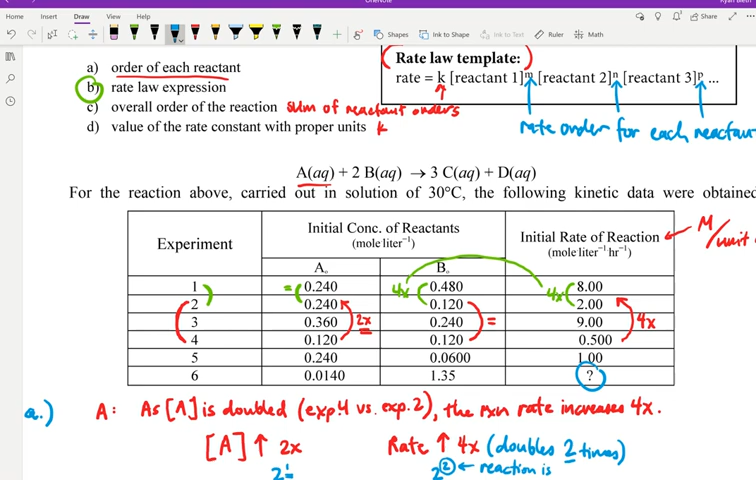 OneNote
Ryan
Home Insert Draw View Help
Share
Shapes Ink to Shape Ink to Text Ruler Math
a) order of each reactant
b) rate law expression
c) overall order of the reaction sum of reactant orders
d) value of the rate constant with proper units k
(Rate law template:)
rate = k [reactant 1]ᵐ [reactant 2]ⁿ [reactant 3]ᵖ ...
rate order for each reactant
A(aq) + 2 B(aq) → 3 C(aq) + D(aq)
For the reaction above, carried out in solution of 30°C, the following kinetic data were obtained
Experiment Initial Conc. of Reactants (mole liter⁻¹) Initial Rate of Reaction (mole liter⁻¹ hr⁻¹) M/unit
A₀ B₀
1 = 0.240 4x 0.480 4x 8.00
2 0.240 0.120 2.00
3 0.360 2x 0.240 = 9.00 4x
4 0.120 0.120 0.500
5 0.240 0.0600 1.00
6 0.0140 1.35 ?
a.) A: As [A] is doubled (exp.4 vs. exp.2), the rxn rate increases 4x.
[A] ↑ 2x Rate ↑ 4x (doubles 2 times)
2¹ 2² ← reaction is